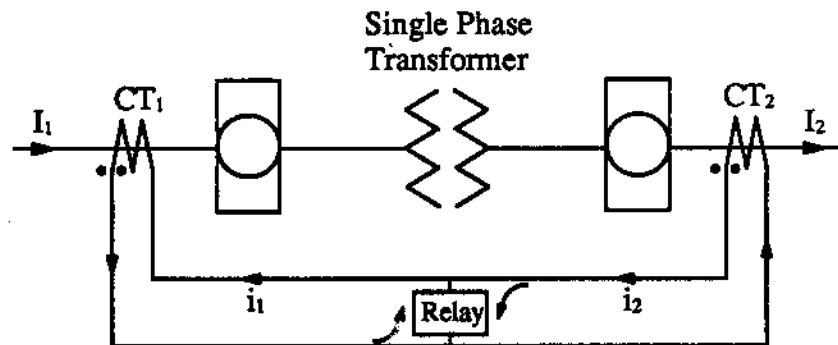 Single Phase
Transformer
CT₁
CT₂
I₁
I₂
i₁
Relay
i₂